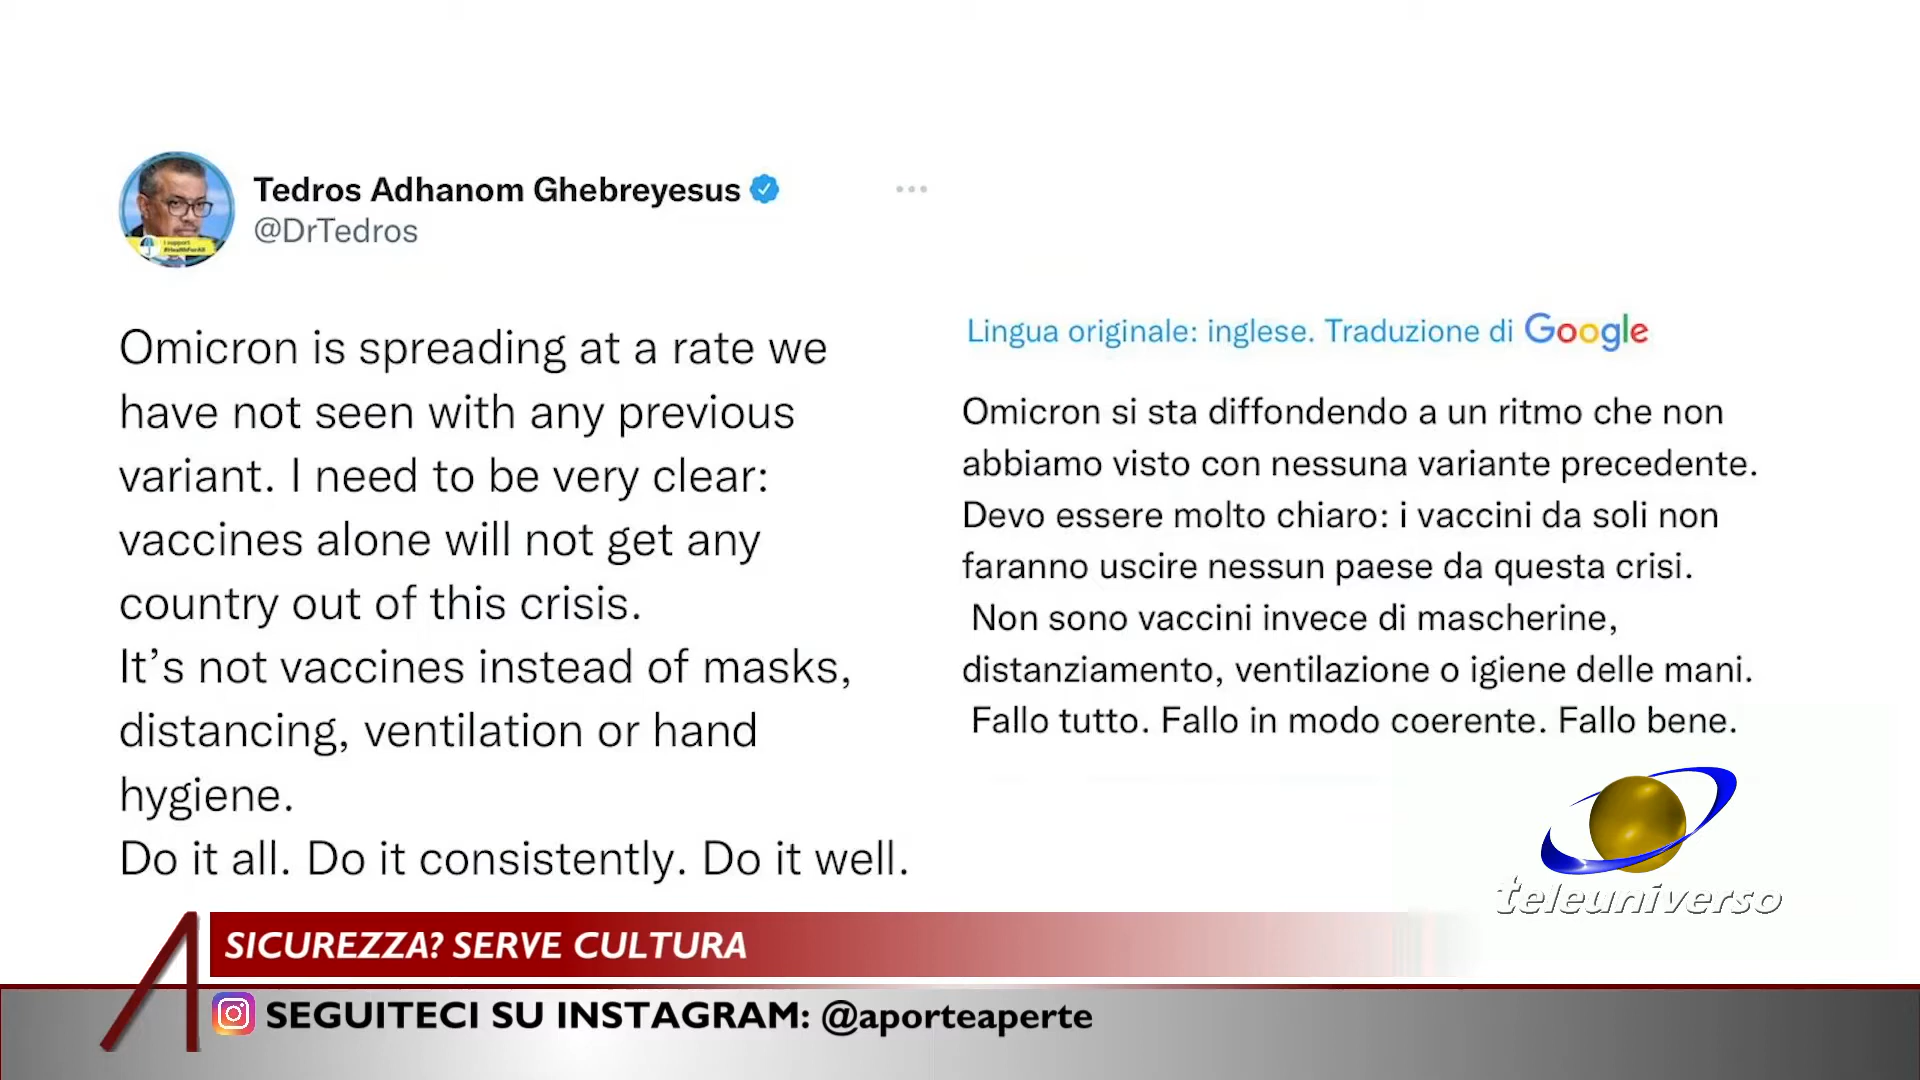 Tedros Adhanom Ghebreyesus
@DrTedros
I support
#HealthForAll
Omicron is spreading at a rate we
have not seen with any previous
variant. I need to be very clear:
vaccines alone will not get any
country out of this crisis.
It’s not vaccines instead of masks,
distancing, ventilation or hand
hygiene.
Do it all. Do it consistently. Do it well.
Lingua originale: inglese. Traduzione di Google
Omicron si sta diffondendo a un ritmo che non
abbiamo visto con nessuna variante precedente.
Devo essere molto chiaro: i vaccini da soli non
faranno uscire nessun paese da questa crisi.
Non sono vaccini invece di mascherine,
distanziamento, ventilazione o igiene delle mani.
Fallo tutto. Fallo in modo coerente. Fallo bene.
teleuniverso
A
SICUREZZA? SERVE CULTURA
SEGUITECI SU INSTAGRAM: @aporteaperte